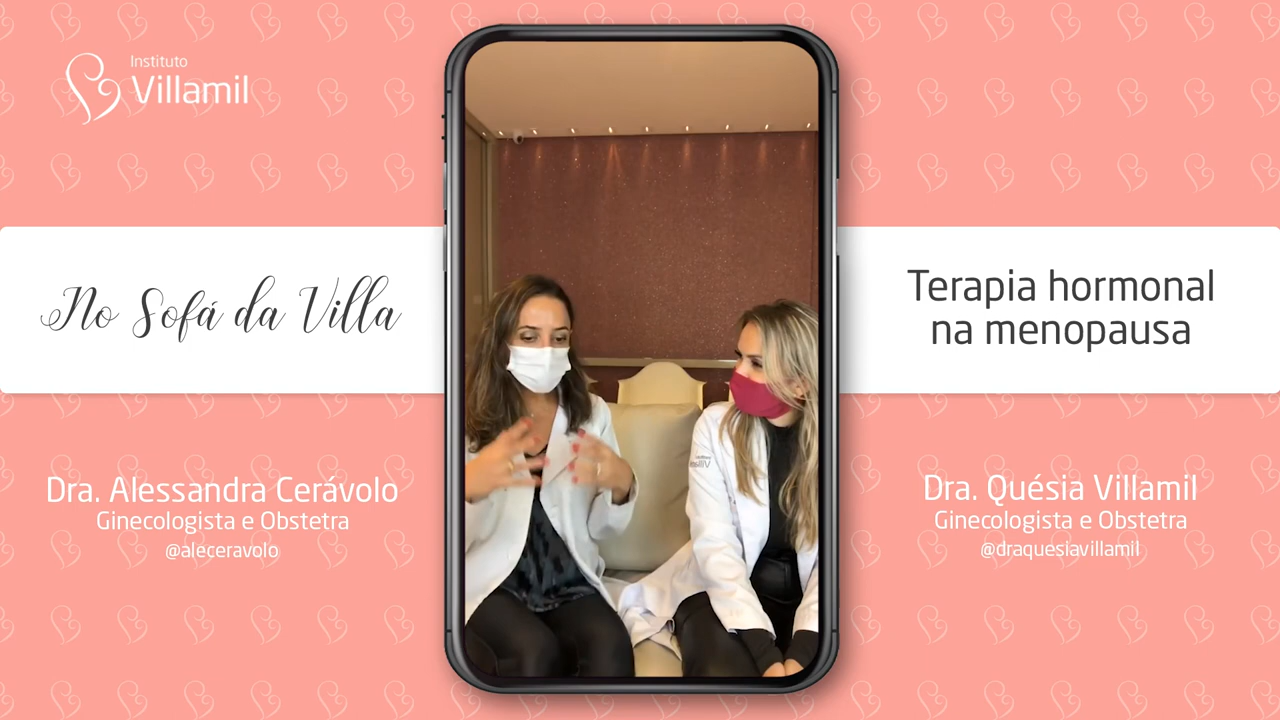 Instituto
Villamil
No Sofá da Villa
Terapia hormonal
na menopausa
Dra. Alessandra Cerávolo
Ginecologista e Obstetra
@aleceravolo
Dra. Quésia Villamil
Ginecologista e Obstetra
@draquesiavillamil